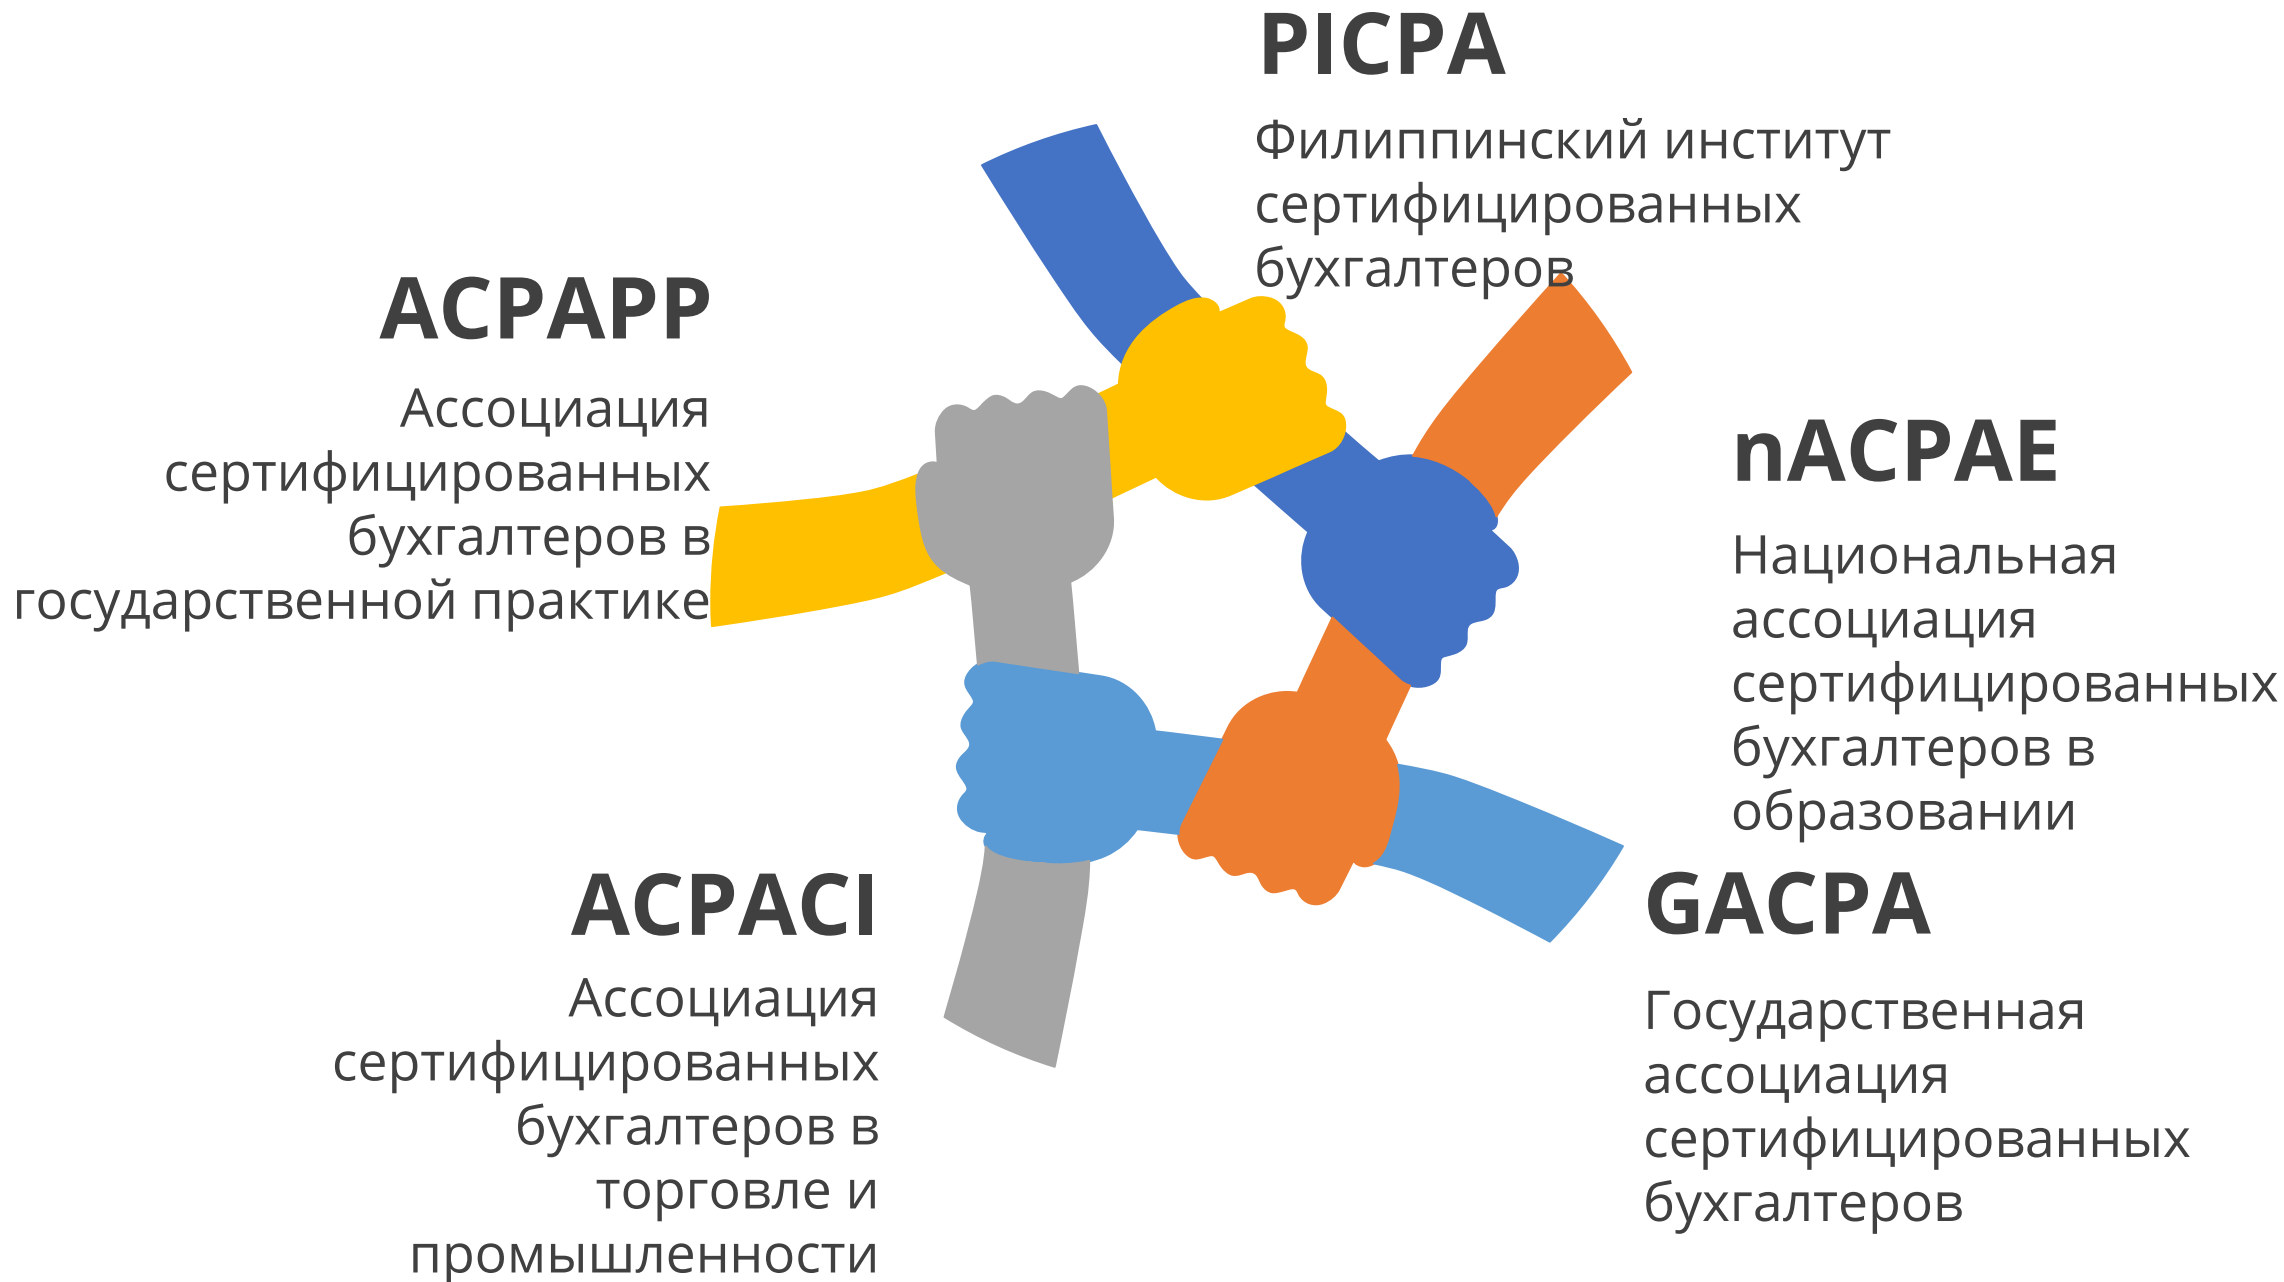 PICPA
Филиппинский институт
сертифицированных
бухгалтеров
ACPAPP
Ассоциация
сертифицированных
бухгалтеров в
государственной практике
nACPAE
Национальная
ассоциация
сертифицированных
бухгалтеров в
образовании
ACPACI
Ассоциация
сертифицированных
бухгалтеров в
торговле и
промышленности
GACPA
Государственная
ассоциация
сертифицированных
бухгалтеров